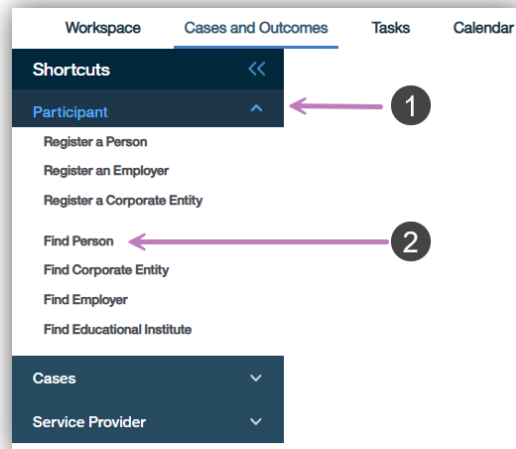 Workspace Cases and Outcomes Tasks Calendar
Shortcuts
Participant 1
Register a Person
Register an Employer
Register a Corporate Entity
Find Person 2
Find Corporate Entity
Find Employer
Find Educational Institute
Cases
Service Provider